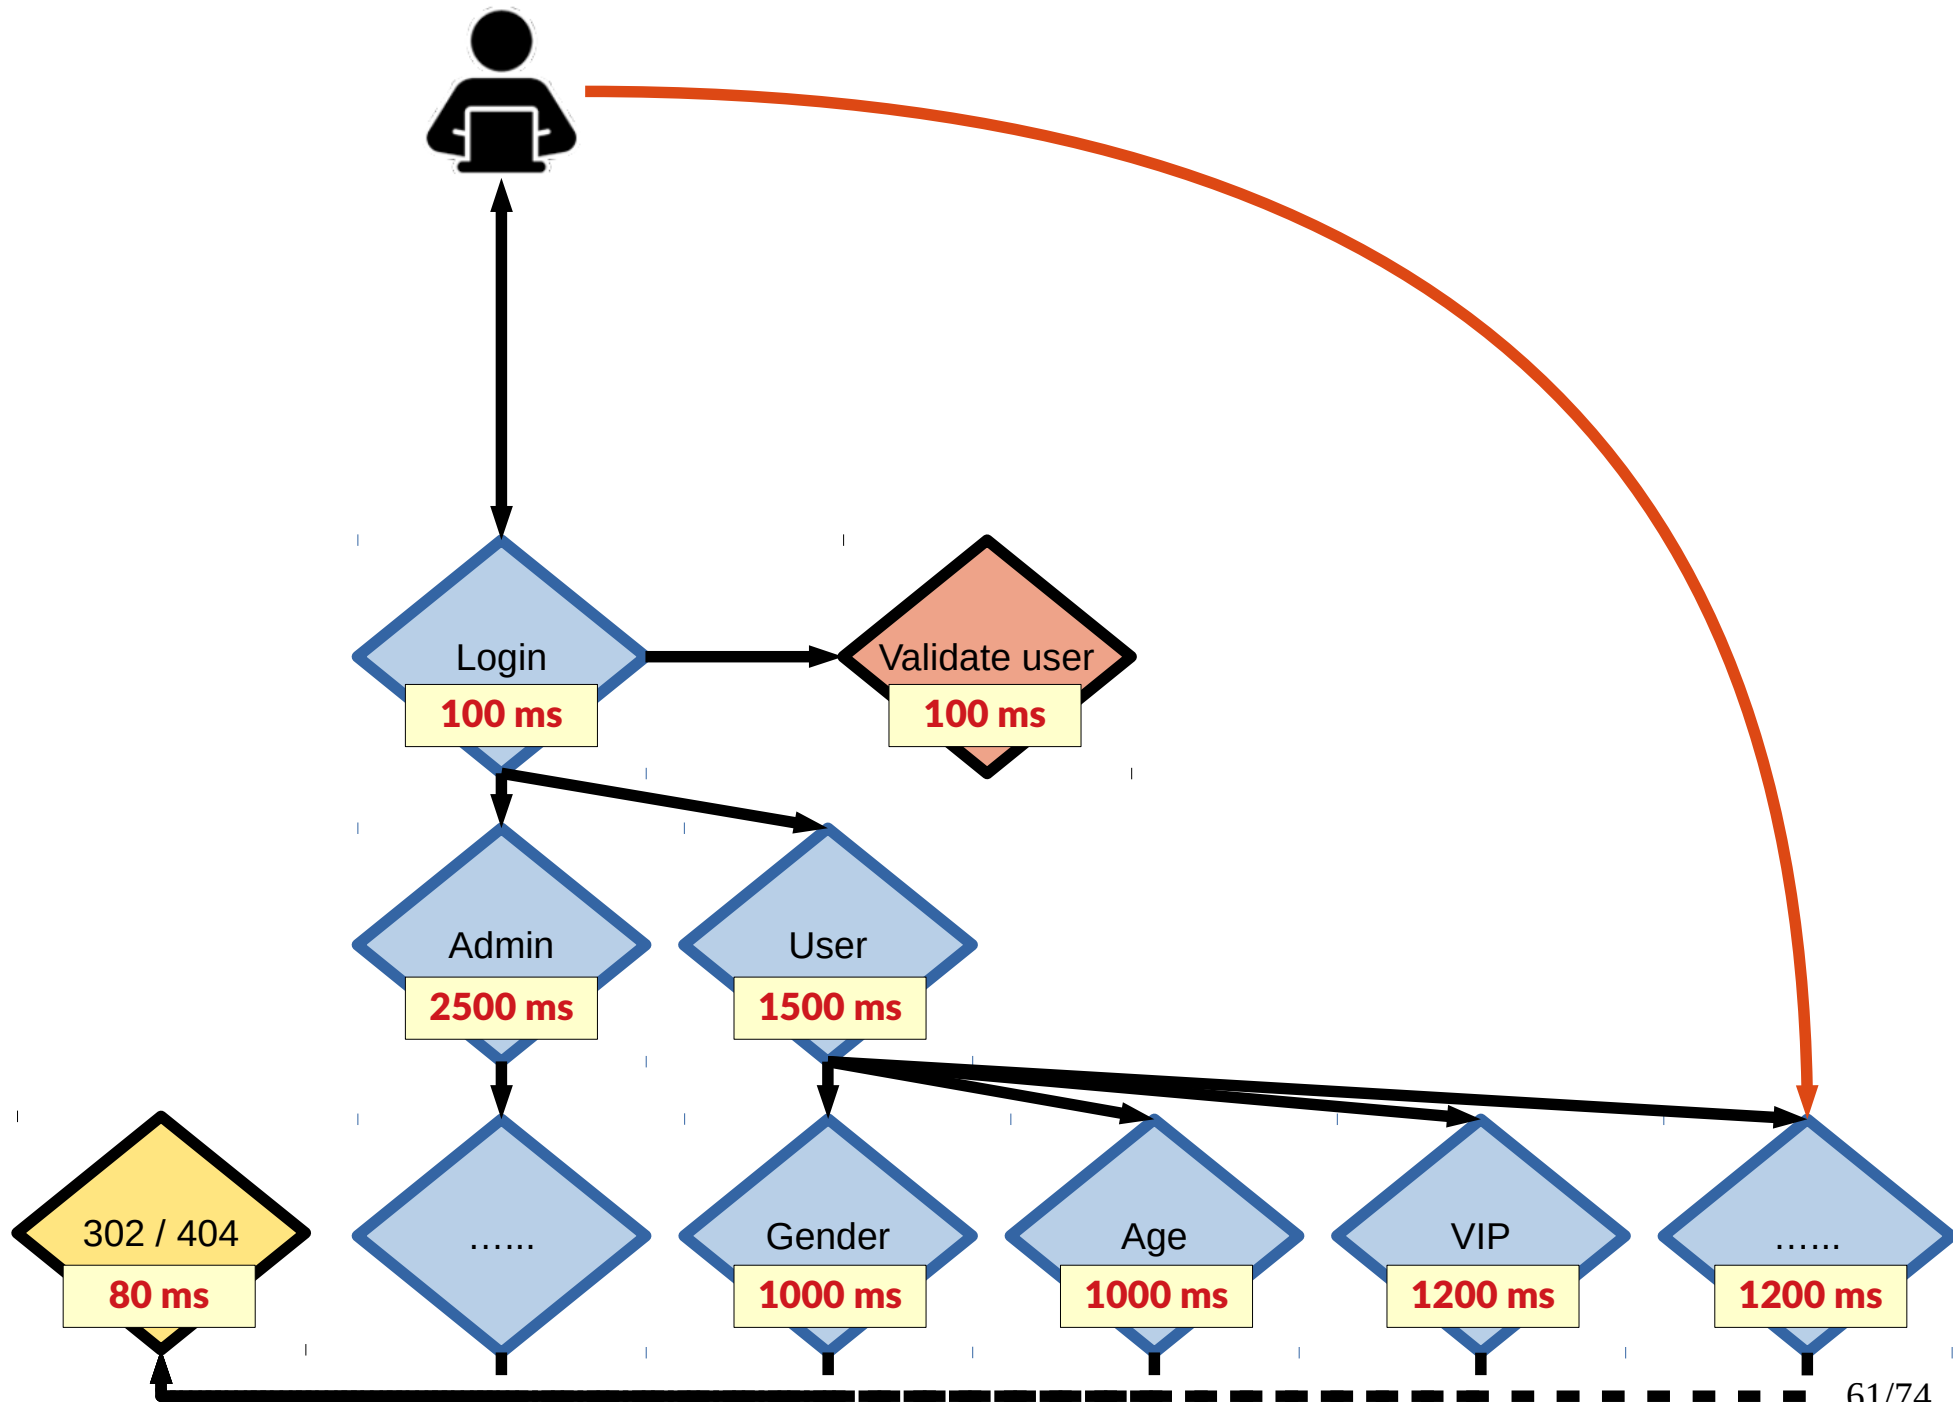 Login
100 ms
Validate user
100 ms
Admin
2500 ms
User
1500 ms
302 / 404
80 ms
…...
Gender
1000 ms
Age
1000 ms
VIP
1200 ms
…...
1200 ms
61/74